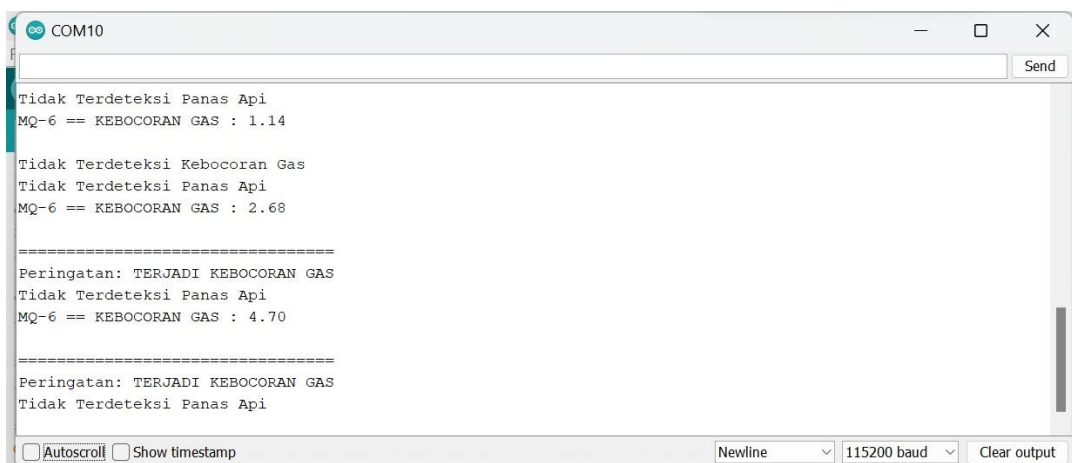 COM10
Send
Tidak Terdeteksi Panas Api
MQ-6 == KEBOCORAN GAS : 1.14
Tidak Terdeteksi Kebocoran Gas
Tidak Terdeteksi Panas Api
MQ-6 == KEBOCORAN GAS : 2.68
=================================
Peringatan: TERJADI KEBOCORAN GAS
Tidak Terdeteksi Panas Api
MQ-6 == KEBOCORAN GAS : 4.70
=================================
Peringatan: TERJADI KEBOCORAN GAS
Tidak Terdeteksi Panas Api
Autoscroll Show timestamp Newline 115200 baud Clear output